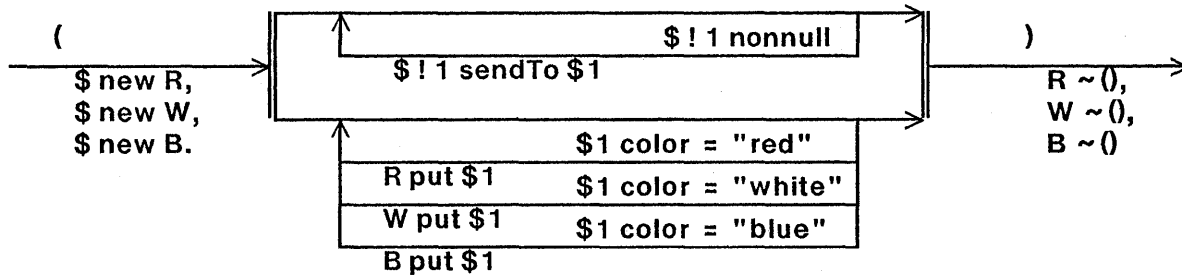 (
$ new R,
$ new W,
$ new B.
$ ! 1 nonnull
$ ! 1 sendTo $1
$1 color = "red"
R put $1
$1 color = "white"
W put $1
$1 color = "blue"
B put $1
)
R ~(),
W ~(),
B ~()